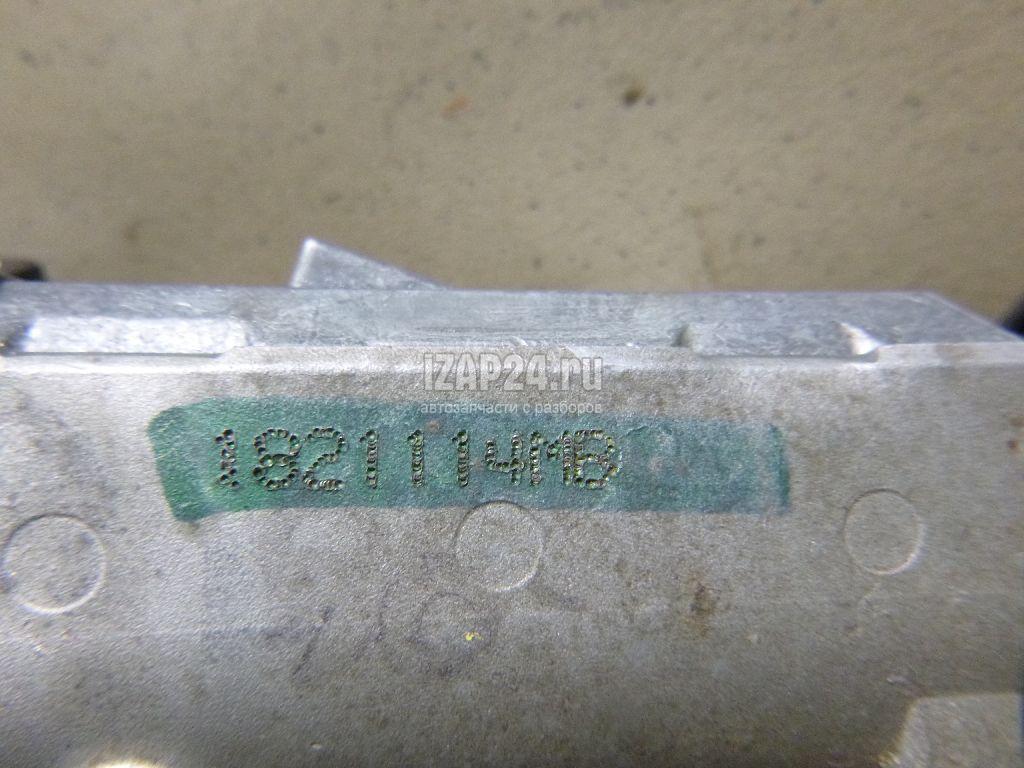 IZAP24.ru
автозапчасти с разборов
1821114MB